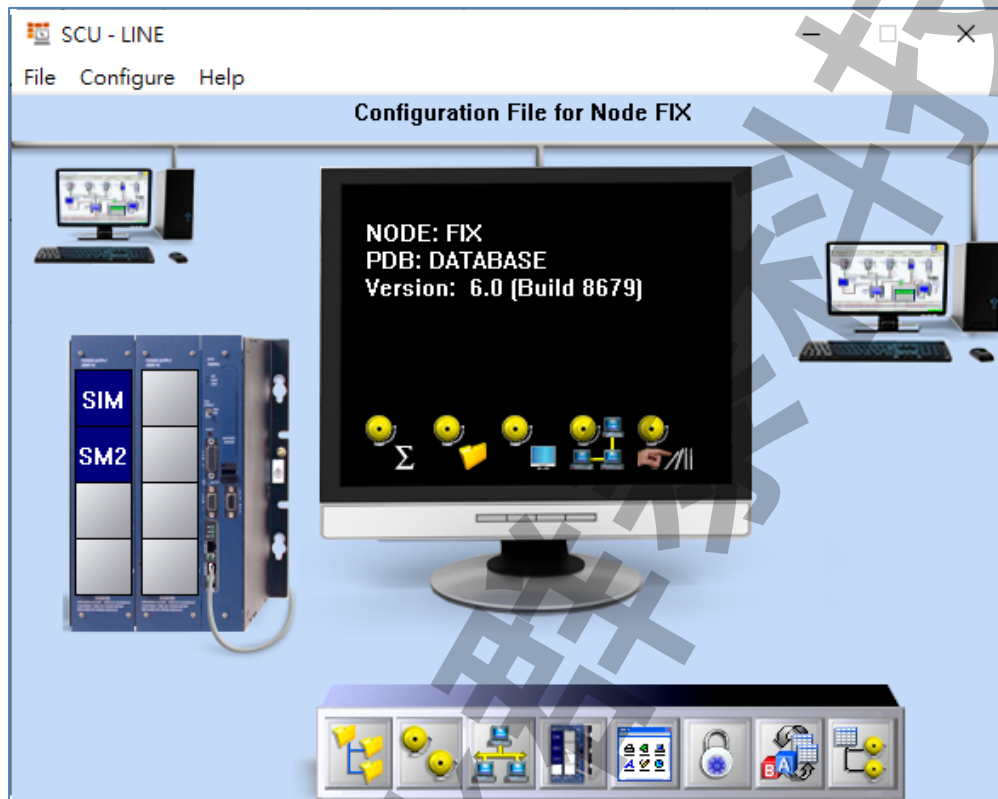 SCU - LINE
File Configure Help
Configuration File for Node FIX
NODE: FIX
PDB: DATABASE
Version: 6.0 (Build 8679)
SIM
SM2